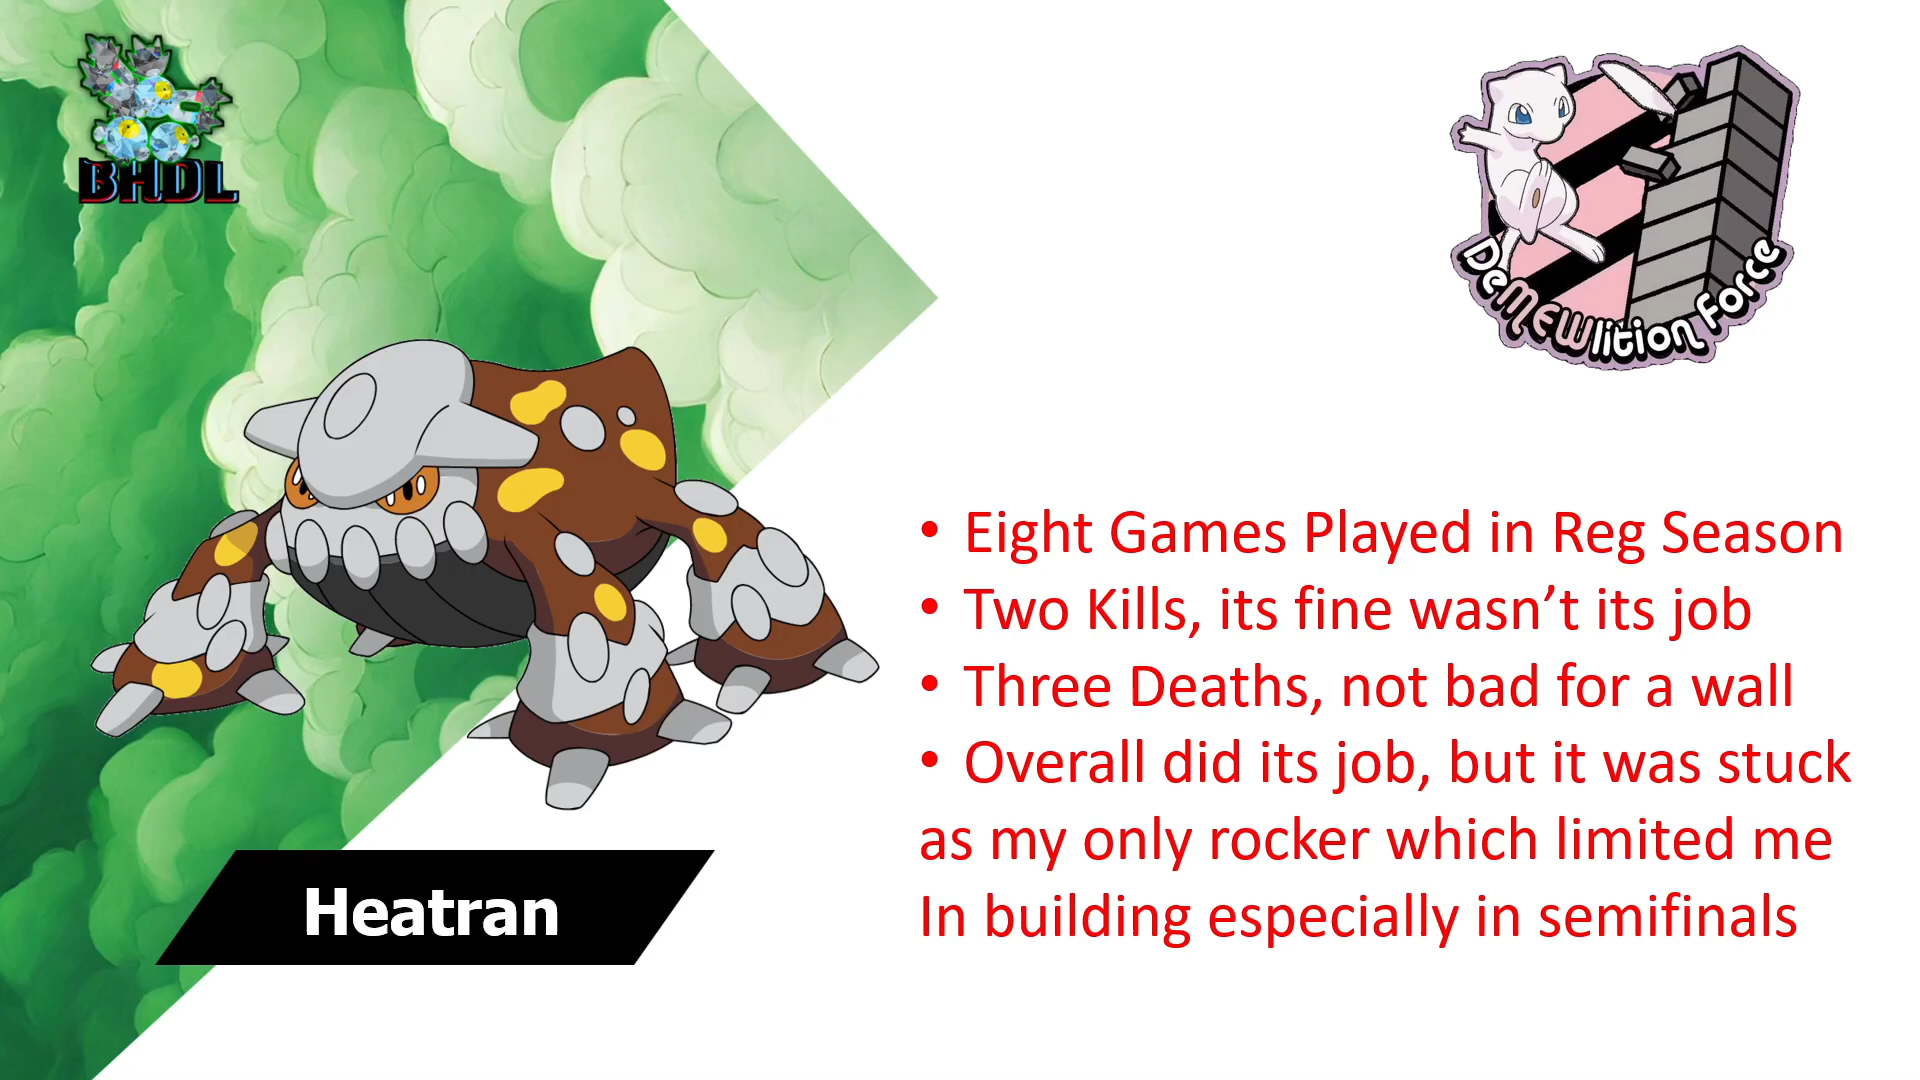 BHDL
DeMEWlition Force
• Eight Games Played in Reg Season
• Two Kills, its fine wasn’t its job
• Three Deaths, not bad for a wall
• Overall did its job, but it was stuck
as my only rocker which limited me
In building especially in semifinals
Heatran